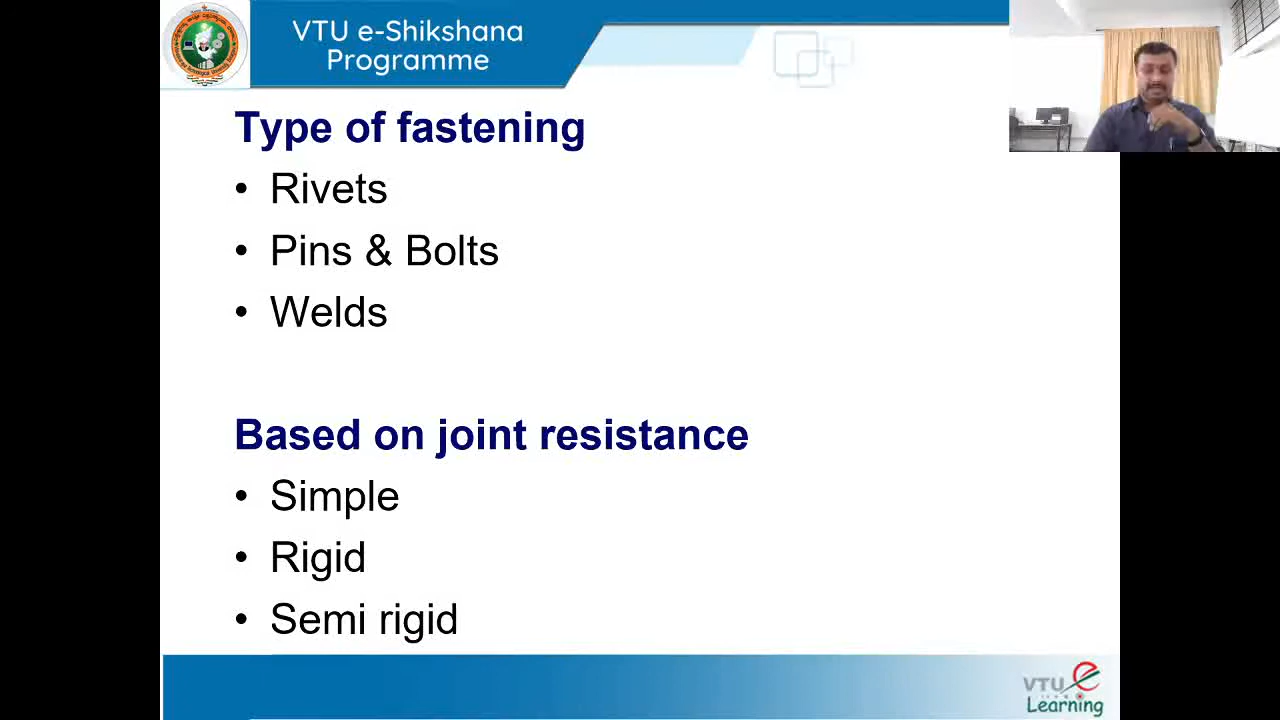 VTU e-Shikshana
Programme
Type of fastening
• Rivets
• Pins & Bolts
• Welds
Based on joint resistance
• Simple
• Rigid
• Semi rigid
VTU e
Learning